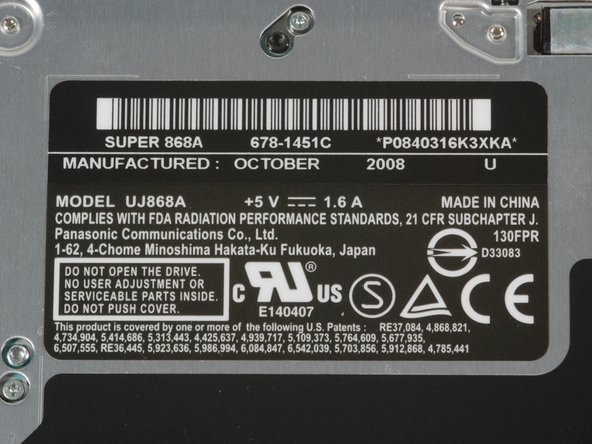 SUPER 868A 678-1451C *P0840316K3XKA*
MANUFACTURED : OCTOBER 2008 U
MODEL UJ868A +5 V 1.6 A MADE IN CHINA
COMPLIES WITH FDA RADIATION PERFORMANCE STANDARDS, 21 CFR SUBCHAPTER J.
Panasonic Communications Co., Ltd. 130FPR
1-62, 4-Chome Minoshima Hakata-Ku Fukuoka, Japan D33083
DO NOT OPEN THE DRIVE.
NO USER ADJUSTMENT OR
SERVICEABLE PARTS INSIDE.
DO NOT PUSH COVER.
C UR ® US S CE
E140407
This product is covered by one or more of the following U.S. Patents : RE37,084, 4,868,821,
4,734,904, 5,414,686, 5,313,443, 4,425,637, 4,939,717, 5,109,373, 5,764,609, 5,677,935,
6,507,555, RE36,445, 5,923,636, 5,986,994, 6,084,847, 6,542,039, 5,703,856, 5,912,868, 4,785,441